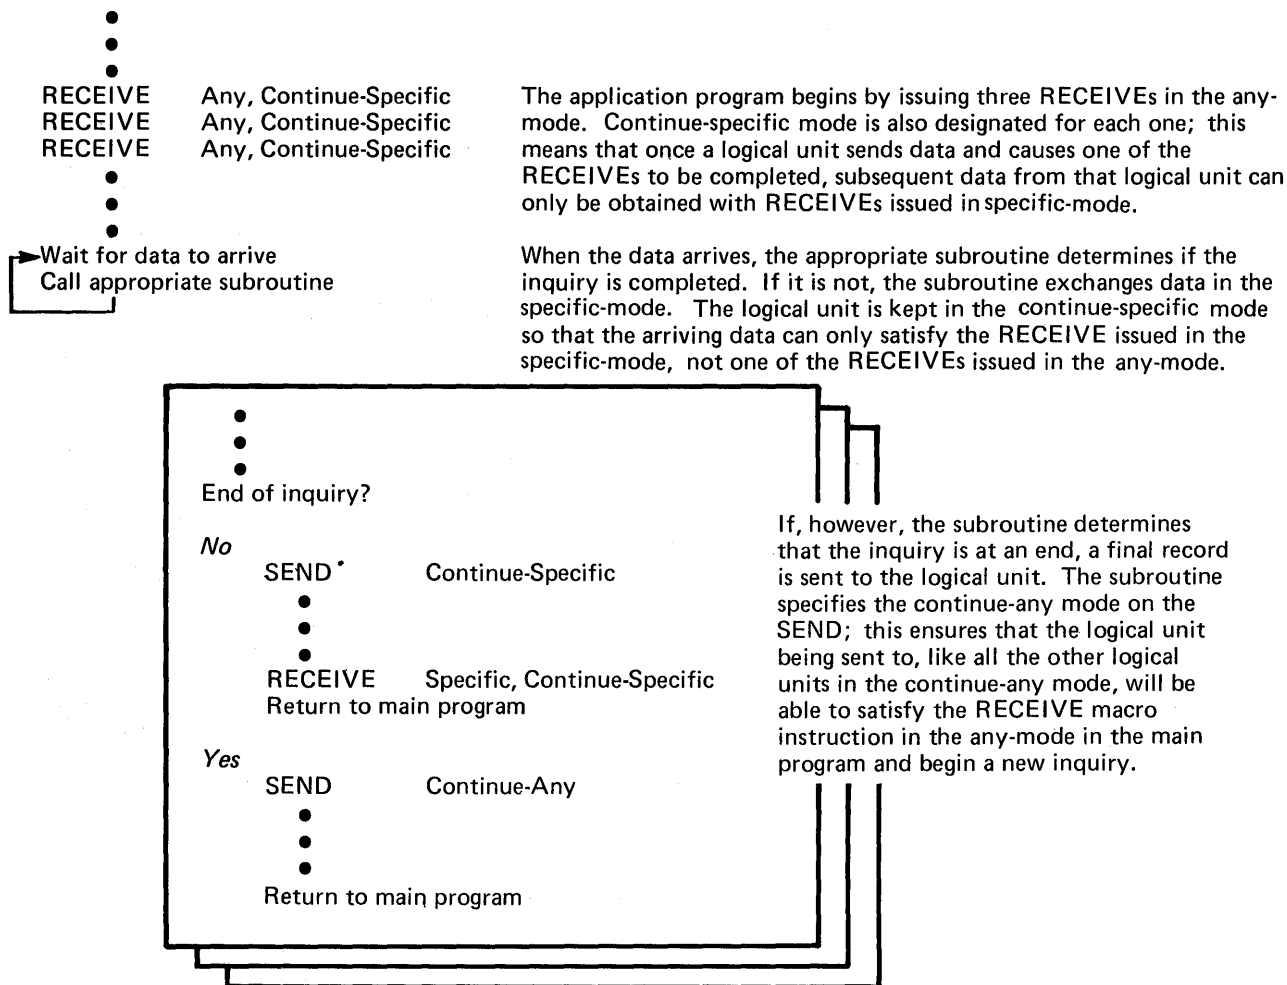 RECEIVE Any, Continue-Specific
RECEIVE Any, Continue-Specific
RECEIVE Any, Continue-Specific
The application program begins by issuing three RECEIVEs in the any-
mode. Continue-specific mode is also designated for each one; this
means that once a logical unit sends data and causes one of the
RECEIVEs to be completed, subsequent data from that logical unit can
only be obtained with RECEIVEs issued in specific-mode.
Wait for data to arrive
Call appropriate subroutine
When the data arrives, the appropriate subroutine determines if the
inquiry is completed. If it is not, the subroutine exchanges data in the
specific-mode. The logical unit is kept in the continue-specific mode
so that the arriving data can only satisfy the RECEIVE issued in the
specific-mode, not one of the RECEIVEs issued in the any-mode.
End of inquiry?
No
SEND Continue-Specific
RECEIVE Specific, Continue-Specific
Return to main program
Yes
SEND Continue-Any
Return to main program
If, however, the subroutine determines
that the inquiry is at an end, a final record
is sent to the logical unit. The subroutine
specifies the continue-any mode on the
SEND; this ensures that the logical unit
being sent to, like all the other logical
units in the continue-any mode, will be
able to satisfy the RECEIVE macro
instruction in the any-mode in the main
program and begin a new inquiry.